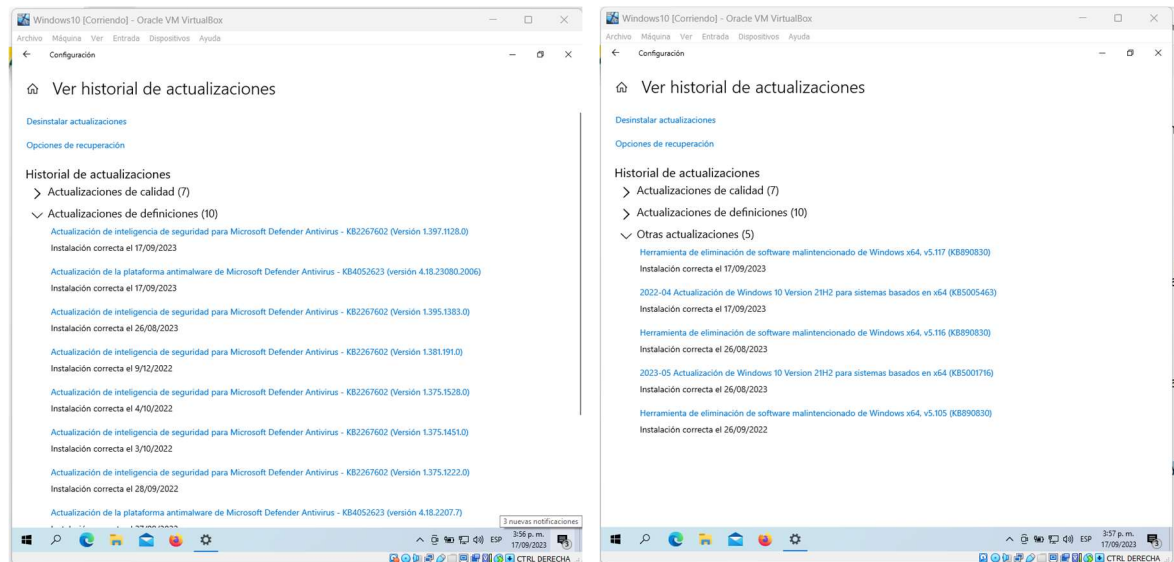 Windows10 [Corriendo] - Oracle VM VirtualBox
Archivo Máquina Ver Entrada Dispositivos Ayuda
Configuración
Ver historial de actualizaciones
Desinstalar actualizaciones
Opciones de recuperación
Historial de actualizaciones
Actualizaciones de calidad (7)
Actualizaciones de definiciones (10)
Actualización de inteligencia de seguridad para Microsoft Defender Antivirus - KB2267602 (Versión 1.397.1128.0)
Instalación correcta el 17/09/2023
Actualización de la plataforma antimalware de Microsoft Defender Antivirus - KB4052623 (versión 4.18.23080.2006)
Instalación correcta el 17/09/2023
Actualización de inteligencia de seguridad para Microsoft Defender Antivirus - KB2267602 (Versión 1.395.1383.0)
Instalación correcta el 26/08/2023
Actualización de inteligencia de seguridad para Microsoft Defender Antivirus - KB2267602 (Versión 1.381.191.0)
Instalación correcta el 9/12/2022
Actualización de inteligencia de seguridad para Microsoft Defender Antivirus - KB2267602 (Versión 1.375.1528.0)
Instalación correcta el 4/10/2022
Actualización de inteligencia de seguridad para Microsoft Defender Antivirus - KB2267602 (Versión 1.375.1451.0)
Instalación correcta el 3/10/2022
Actualización de inteligencia de seguridad para Microsoft Defender Antivirus - KB2267602 (Versión 1.375.1222.0)
Instalación correcta el 28/09/2022
Actualización de la plataforma antimalware de Microsoft Defender Antivirus - KB4052623 (versión 4.18.2207.7)
3 nuevas notificaciones
ESP
3:56 p. m.
17/09/2023
3
CTRL DERECHA
Windows10 [Corriendo] - Oracle VM VirtualBox
Archivo Máquina Ver Entrada Dispositivos Ayuda
Configuración
Ver historial de actualizaciones
Desinstalar actualizaciones
Opciones de recuperación
Historial de actualizaciones
Actualizaciones de calidad (7)
Actualizaciones de definiciones (10)
Otras actualizaciones (5)
Herramienta de eliminación de software malintencionado de Windows x64, v5.117 (KB890830)
Instalación correcta el 17/09/2023
2022-04 Actualización de Windows 10 Version 21H2 para sistemas basados en x64 (KB5005463)
Instalación correcta el 17/09/2023
Herramienta de eliminación de software malintencionado de Windows x64, v5.116 (KB890830)
Instalación correcta el 26/08/2023
2023-05 Actualización de Windows 10 Version 21H2 para sistemas basados en x64 (KB5001716)
Instalación correcta el 26/08/2023
Herramienta de eliminación de software malintencionado de Windows x64, v5.105 (KB890830)
Instalación correcta el 26/09/2022
ESP
3:57 p. m.
17/09/2023
3
CTRL DERECHA